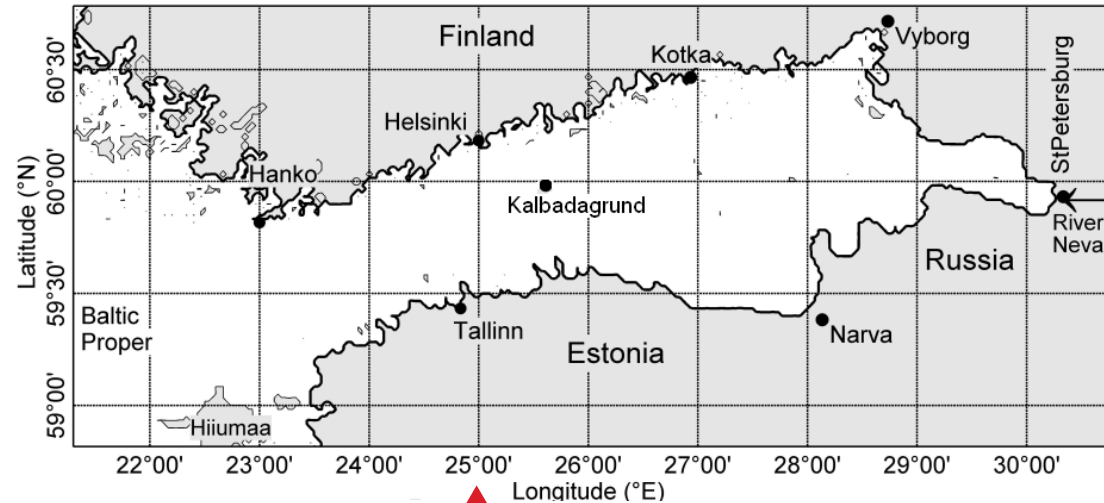 Finland
Vyborg
Kotka
StPetersburg
Helsinki
Hanko
Kalbadagrund
River
Neva
Russia
Baltic
Proper
Tallinn
Narva
Estonia
Hiiumaa
60°30'
60°00'
59°30'
59°00'
Latitude (°N)
22°00'
23°00'
24°00'
25°00'
26°00'
27°00'
28°00'
29°00'
30°00'
Longitude (°E)